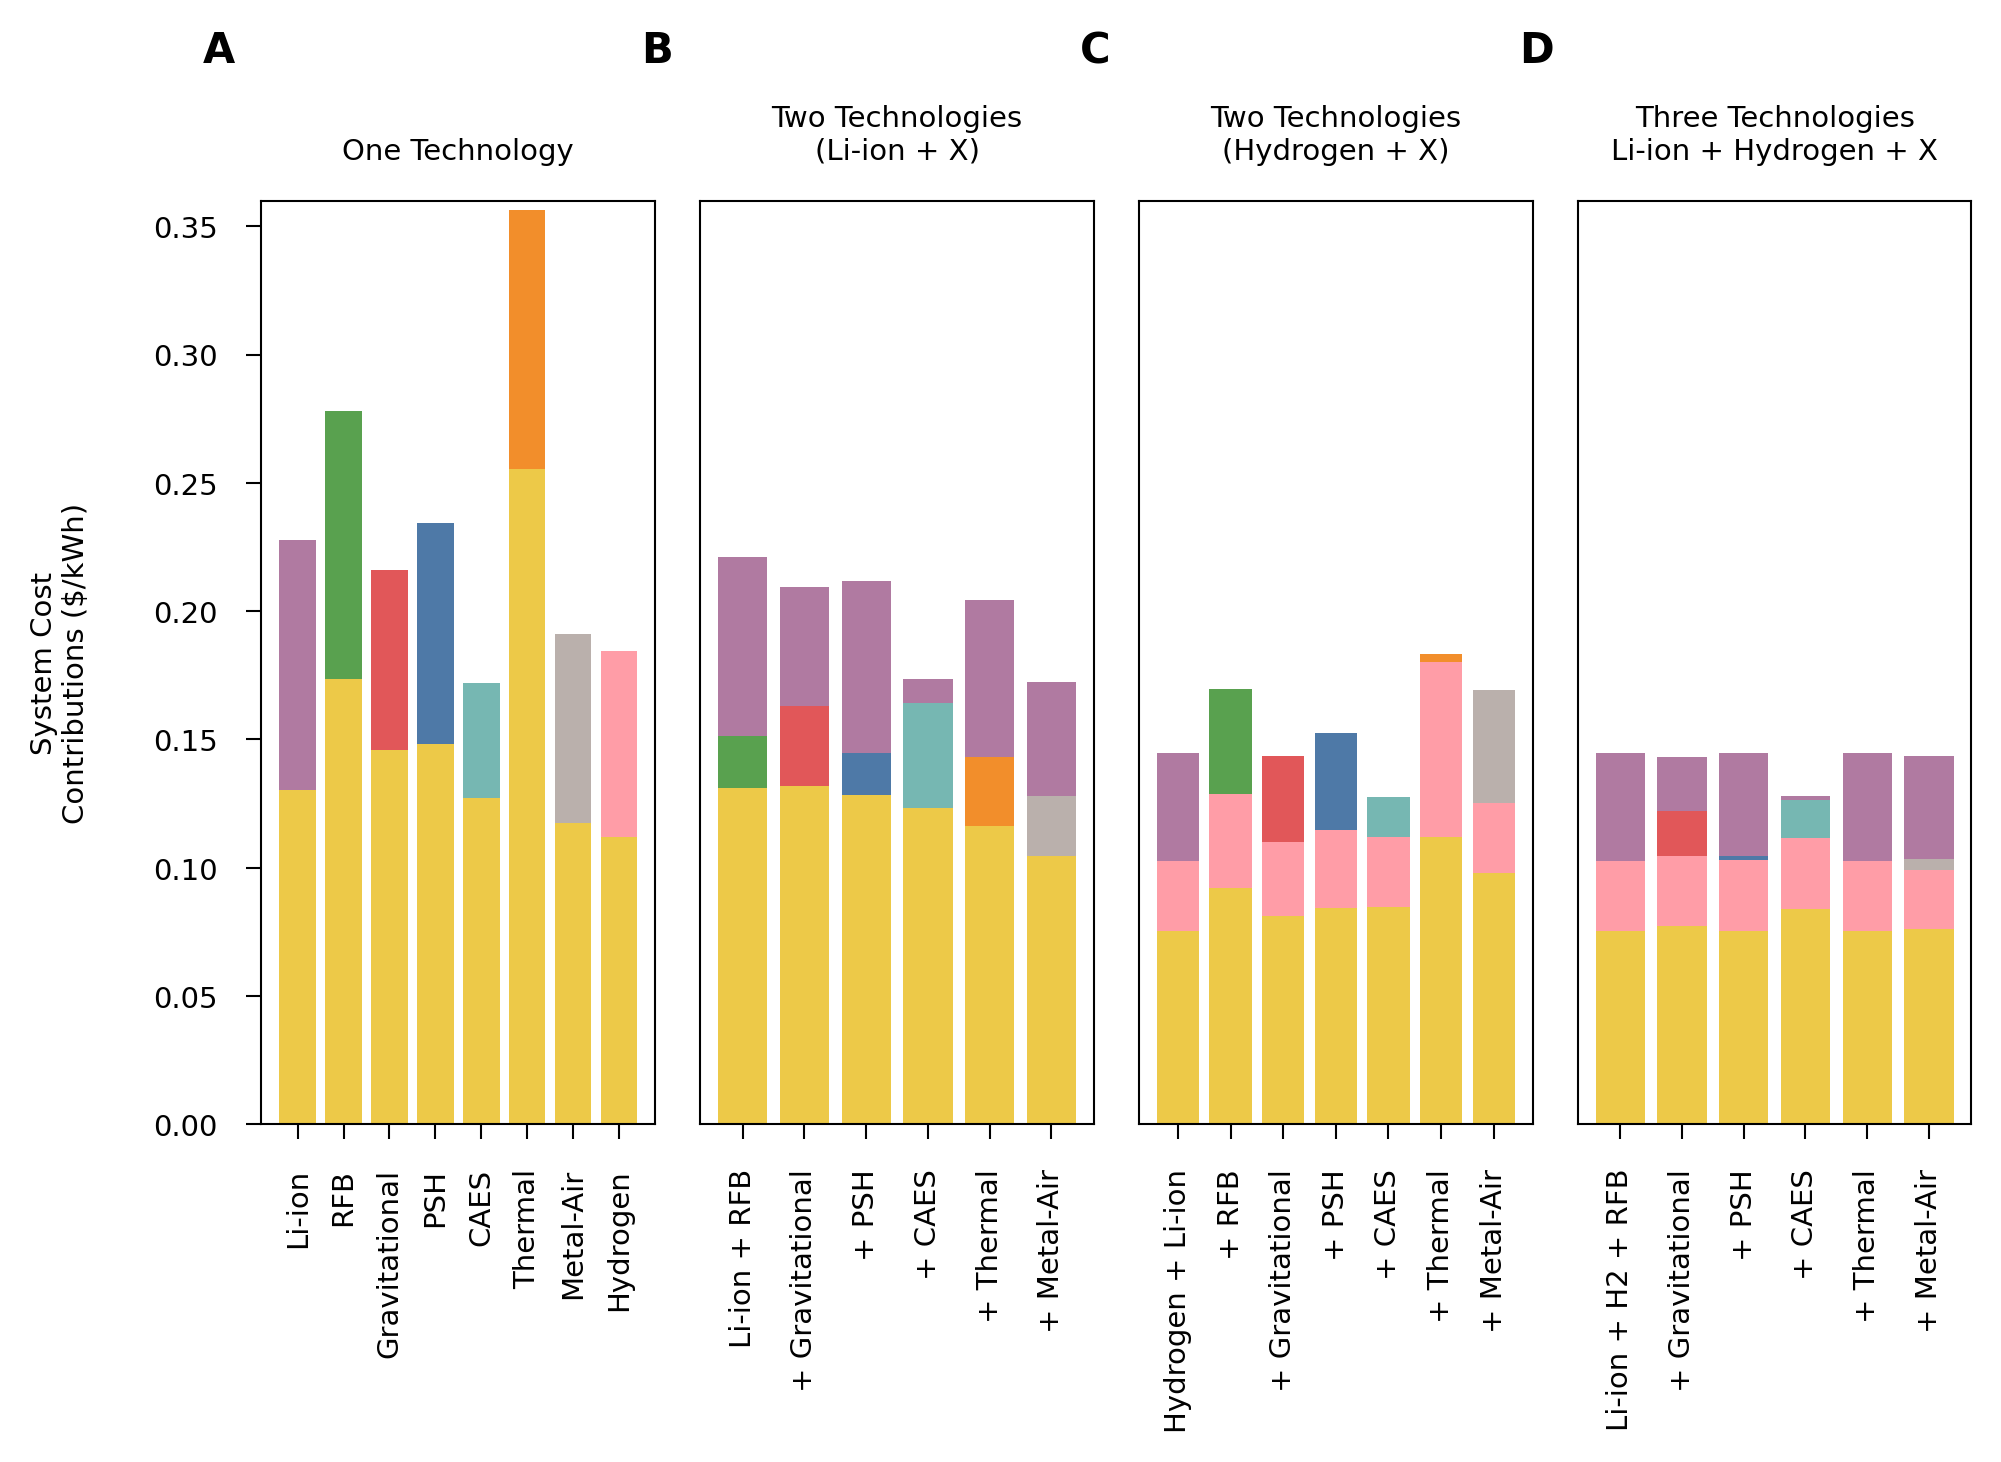 A
B
C
D
One Technology
Two Technologies
(Li-ion + X)
Two Technologies
(Hydrogen + X)
Three Technologies
Li-ion + Hydrogen + X
System Cost
Contributions ($/kWh)
0.35
0.30
0.25
0.20
0.15
0.10
0.05
0.00
Li-ion
RFB
Gravitational
PSH
CAES
Thermal
Metal-Air
Hydrogen
Li-ion + RFB
+ Gravitational
+ PSH
+ CAES
+ Thermal
+ Metal-Air
Hydrogen + Li-ion
+ RFB
+ Gravitational
+ PSH
+ CAES
+ Thermal
+ Metal-Air
Li-ion + H2 + RFB
+ Gravitational
+ PSH
+ CAES
+ Thermal
+ Metal-Air